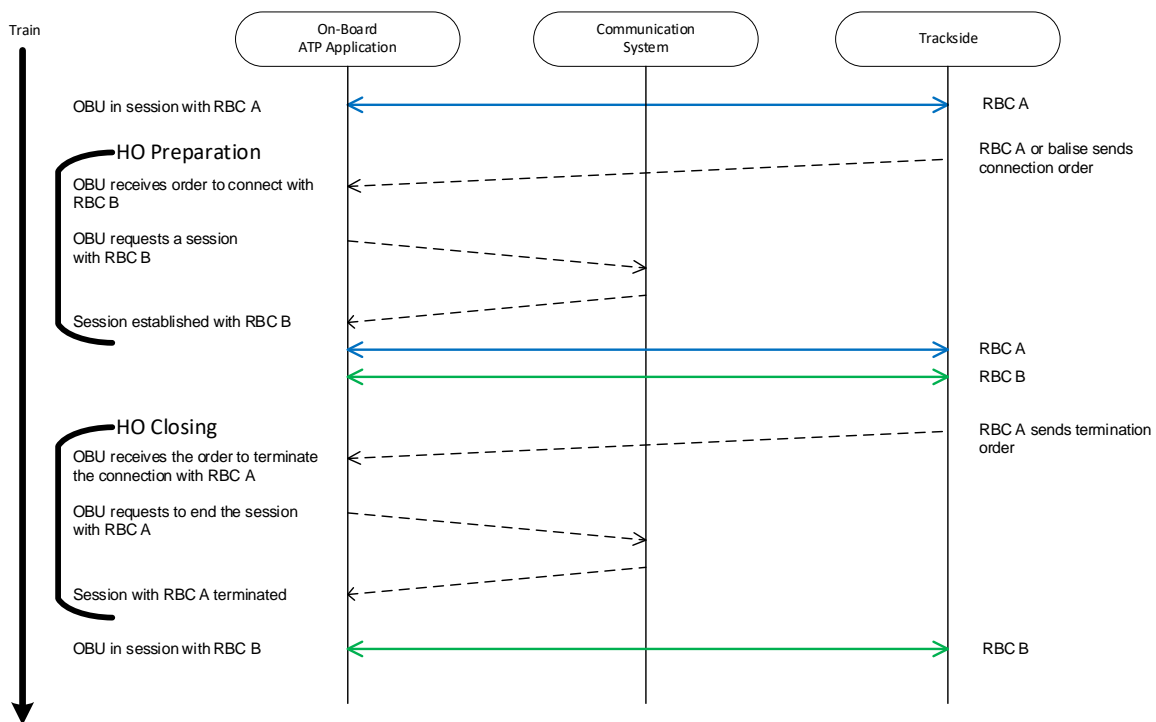 Train
On-Board
ATP Application
Communication
System
Trackside
OBU in session with RBC A
RBC A
HO Preparation
RBC A or balise sends
connection order
OBU receives order to connect with
RBC B
OBU requests a session
with RBC B
Session established with RBC B
RBC A
RBC B
HO Closing
RBC A sends termination
order
OBU receives the order to terminate
the connection with RBC A
OBU requests to end the session
with RBC A
Session with RBC A terminated
OBU in session with RBC B
RBC B